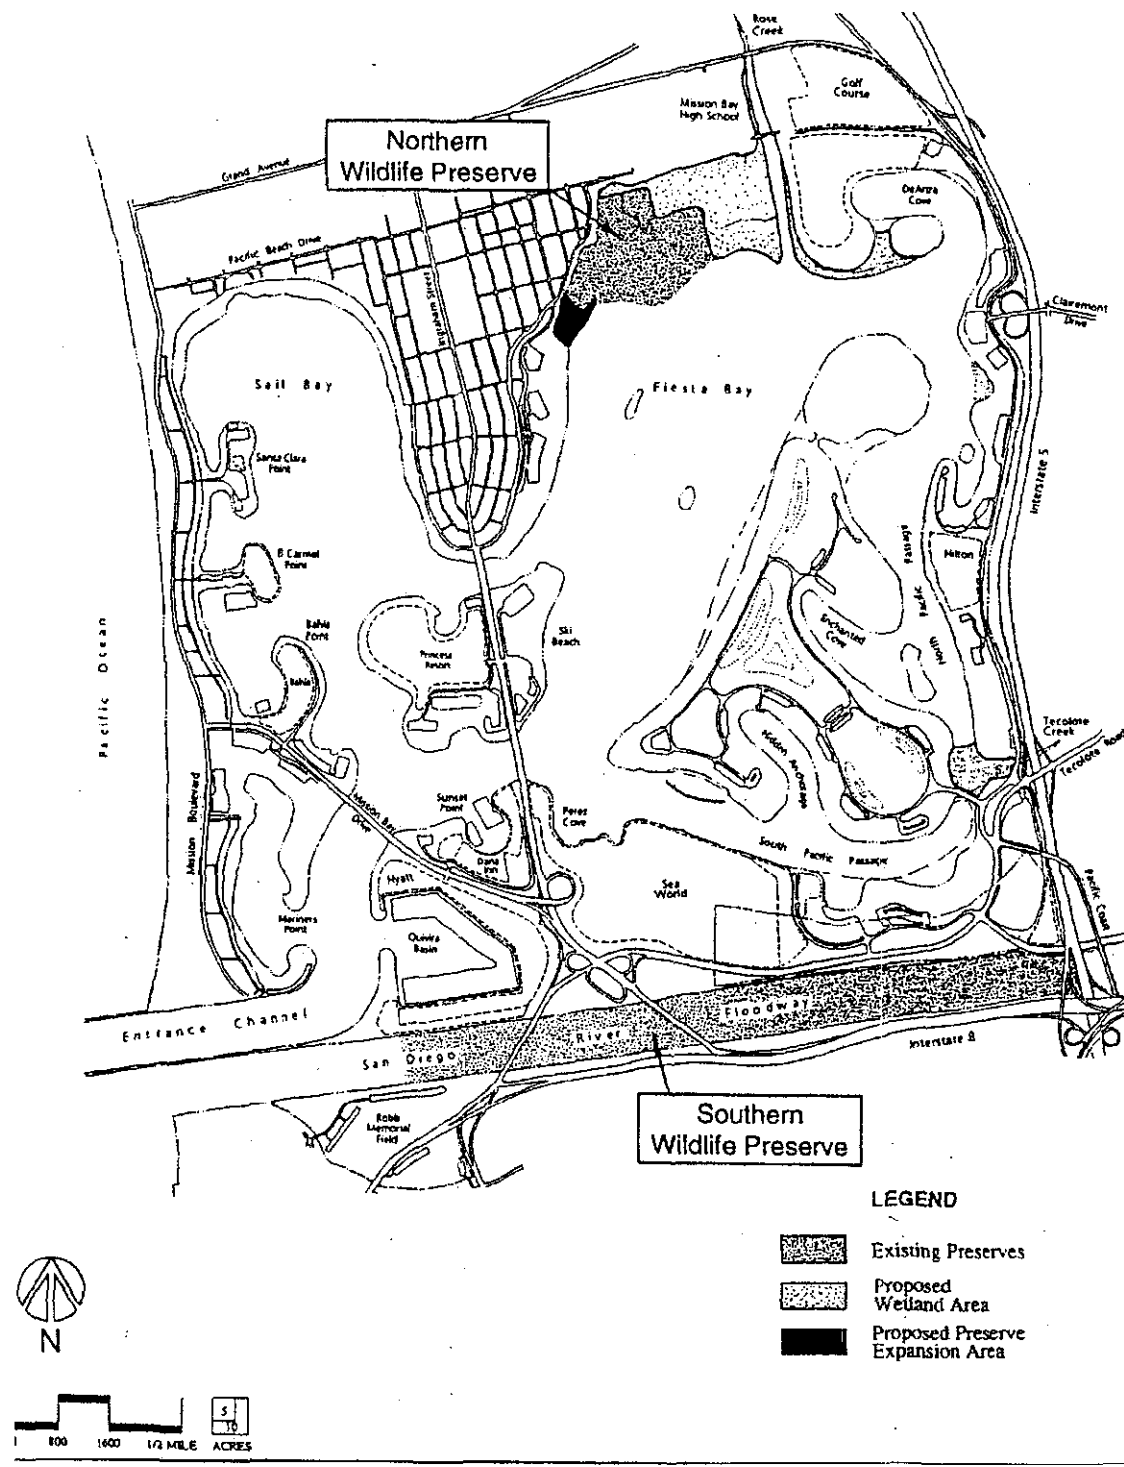 Rose
Creek
Golf
Course
Mission Bay
High School
Northern
Wildlife Preserve
Grand Avenue
DeAnza
Cove
Pacific Beach Drive
Ingraham Street
Clairemont
Drive
Sail Bay
Fiesta Bay
Santa Clara
Point
Interstate 5
El Carmel
Point
North Pacific Passage
Hilton
Pacific Ocean
Bahia
Point
Bahia
Princess
Resort
Ski
Beach
Enchanted
Cove
Tecolote
Creek
Tecolote Road
Hidden Anchorage
Mission Boulevard
Mission Bay
Drive
Sunset
Point
Perez
Cove
South Pacific Passage
Dana
Inn
Hyatt
Sea
World
Pacific Coast
Mariners
Point
Quivira
Basin
Entrance Channel
San Diego River Floodway
Interstate 8
Robb
Memorial
Field
Southern
Wildlife Preserve
LEGEND
Existing Preserves
Proposed
Wetland Area
Proposed Preserve
Expansion Area
N
5
10
800 1600 1/2 MILE ACRES